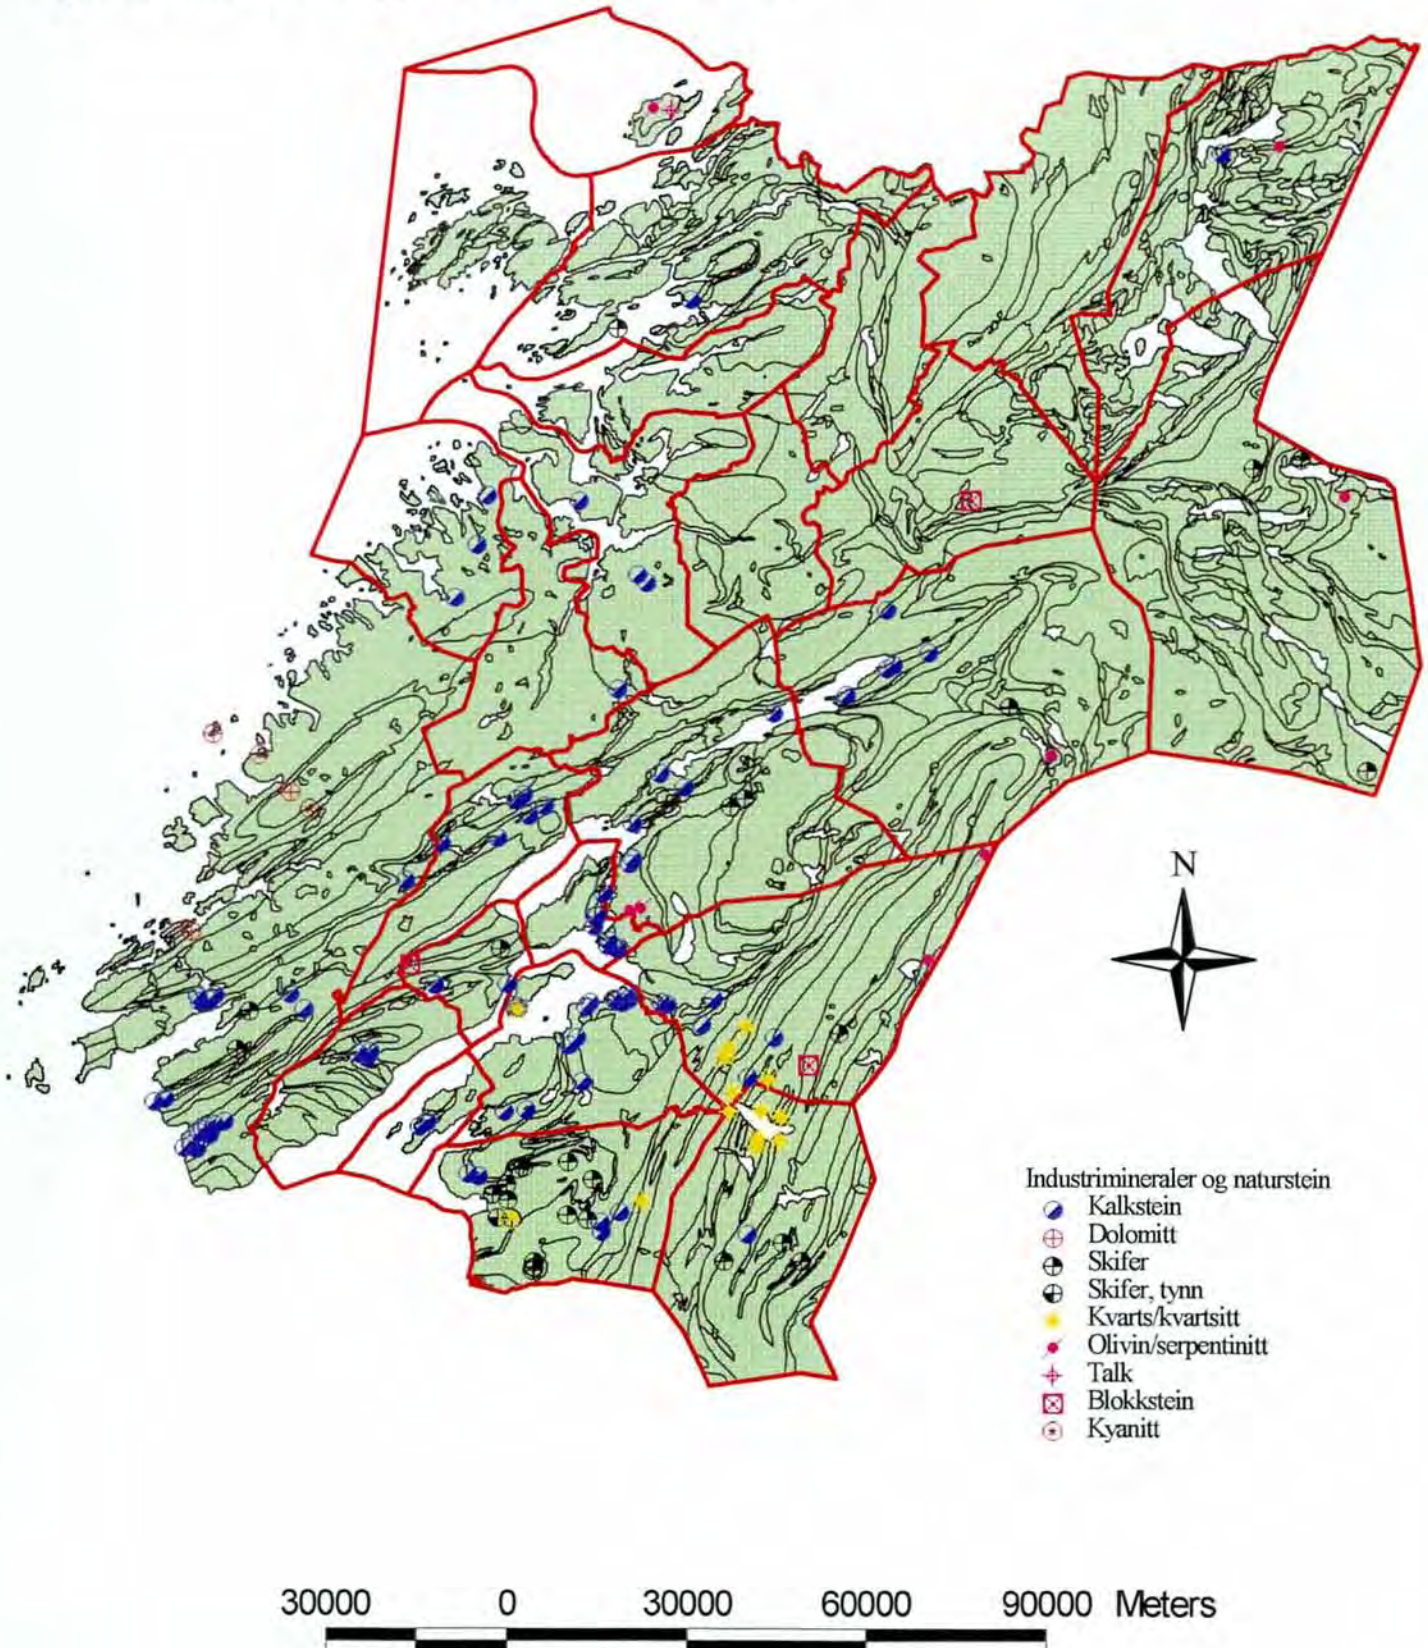 N
Industrimineraler og naturstein
Kalkstein
Dolomitt
Skifer
Skifer, tynn
Kvarts/kvartsitt
Olivin/serpentinitt
Talk
Blokkstein
Kyanitt
30000 0 30000 60000 90000 Meters